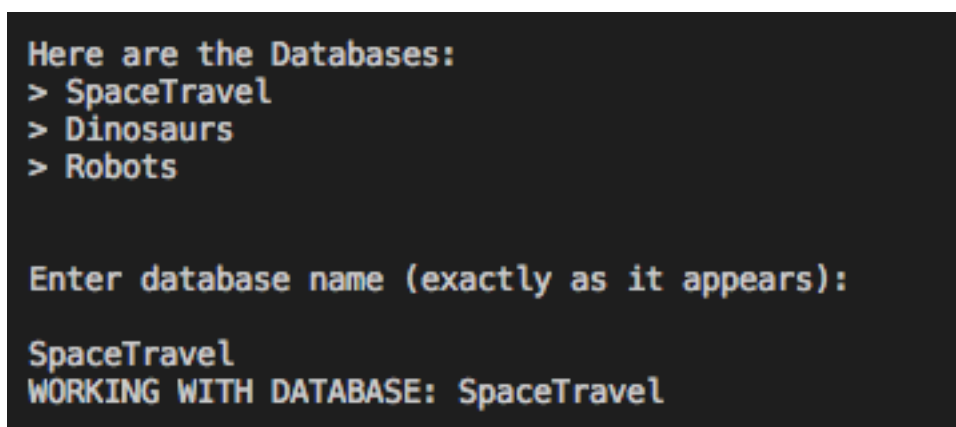 Here are the Databases:
> SpaceTravel
> Dinosaurs
> Robots
Enter database name (exactly as it appears):
SpaceTravel
WORKING WITH DATABASE: SpaceTravel